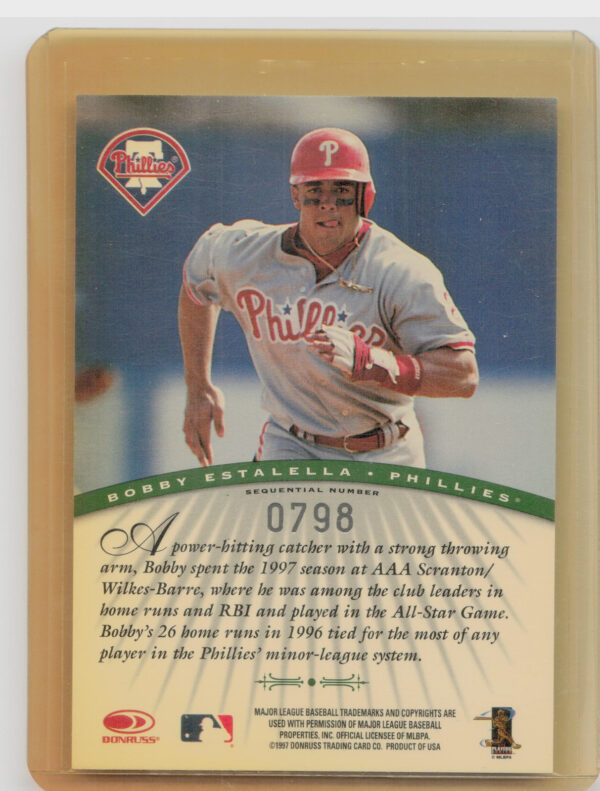 Phillies®
P
Phillies
BOBBY ESTALELLA • PHILLIES®
SEQUENTIAL NUMBER
0798
A power-hitting catcher with a strong throwing
arm, Bobby spent the 1997 season at AAA Scranton/
Wilkes-Barre, where he was among the club leaders in
home runs and RBI and played in the All-Star Game.
Bobby's 26 home runs in 1996 tied for the most of any
player in the Phillies' minor-league system.
MAJOR LEAGUE BASEBALL TRADEMARKS AND COPYRIGHTS ARE
USED WITH PERMISSION OF MAJOR LEAGUE BASEBALL
PROPERTIES, INC. OFFICIAL LICENSEE OF MLBPA.
©1997 DONRUSS TRADING CARD CO. PRODUCT OF USA
DONRUSS®
© MLBPA